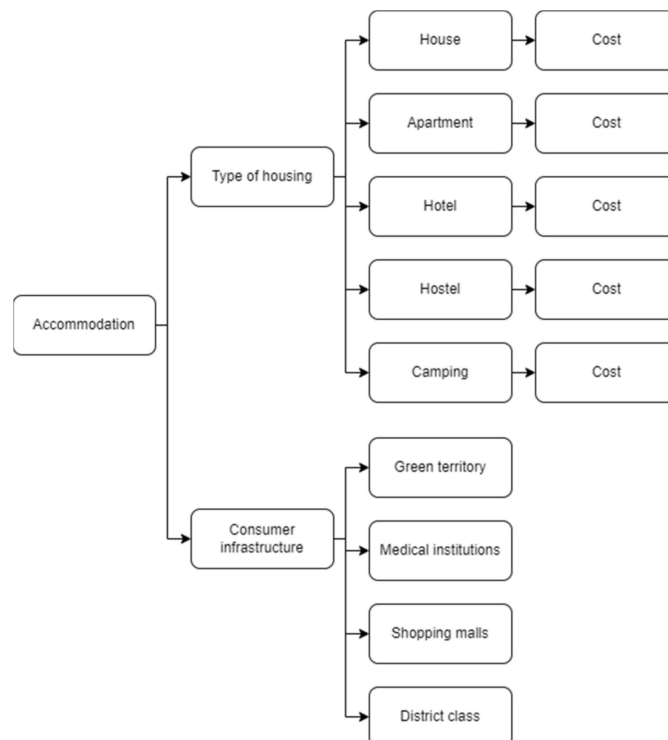 House
Cost
Apartment
Cost
Type of housing
Hotel
Cost
Hostel
Cost
Accommodation
Camping
Cost
Green territory
Consumer
infrastructure
Medical institutions
Shopping malls
District class